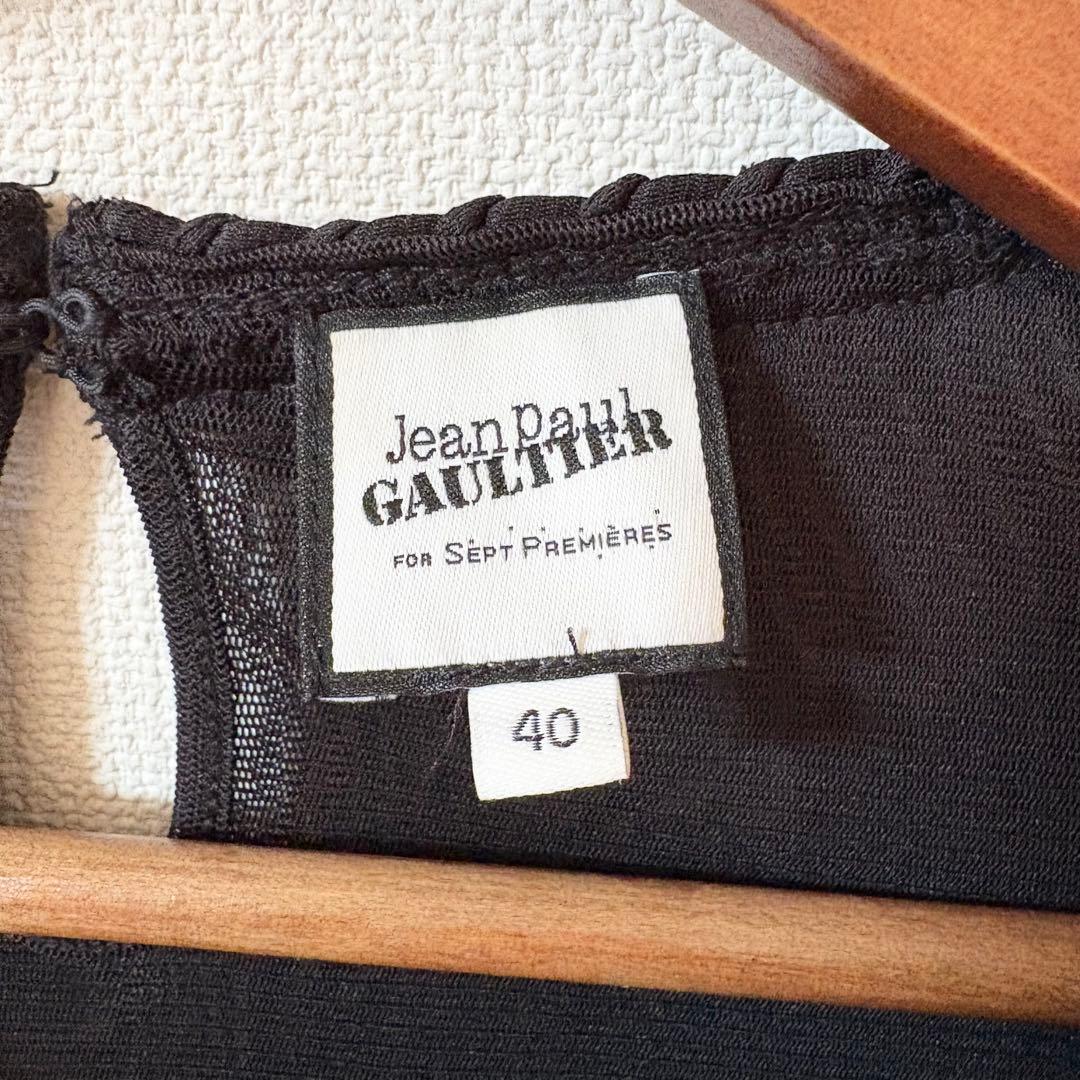 Jean Paul
GAULTIER
FOR SEPT PREMIÈRES
40